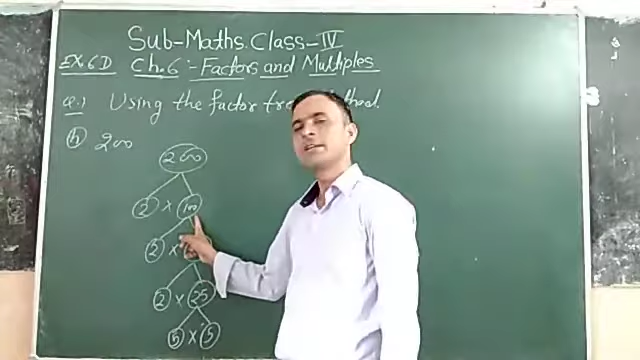 Sub-Maths. Class-IV
EX.6D Ch.6:- Factors and Multiples
Q.1) Using the factor tree method.
(h) 200
200
2 × 100
2 ×
2 × 25
5 × 5